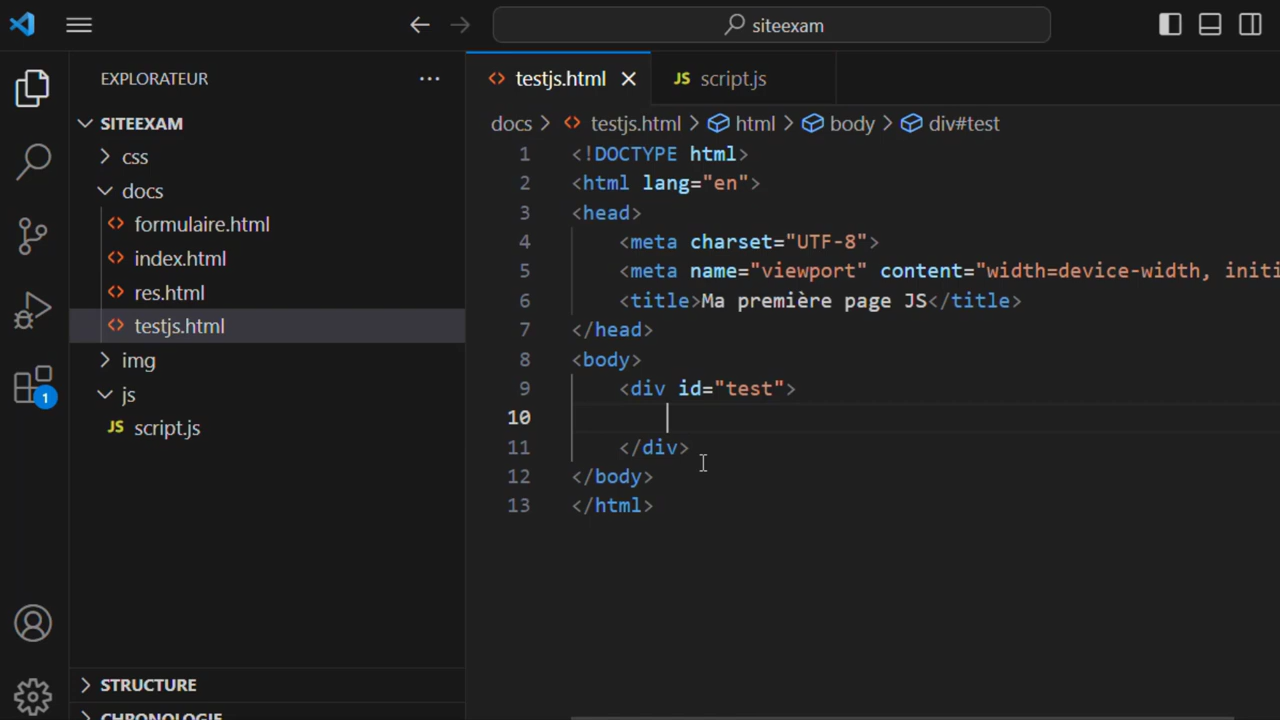 siteexam
EXPLORATEUR
SITEEXAM
css
docs
formulaire.html
index.html
res.html
testjs.html
img
js
JS script.js
1
STRUCTURE
CHRONOLOGIE
testjs.html
JS script.js
docs > testjs.html > html > body > div#test
1 <!DOCTYPE html>
2 <html lang="en">
3 <head>
4 <meta charset="UTF-8">
5 <meta name="viewport" content="width=device-width, initi
6 <title>Ma première page JS</title>
7 </head>
8 <body>
9 <div id="test">
10
11 </div>
12 </body>
13 </html>